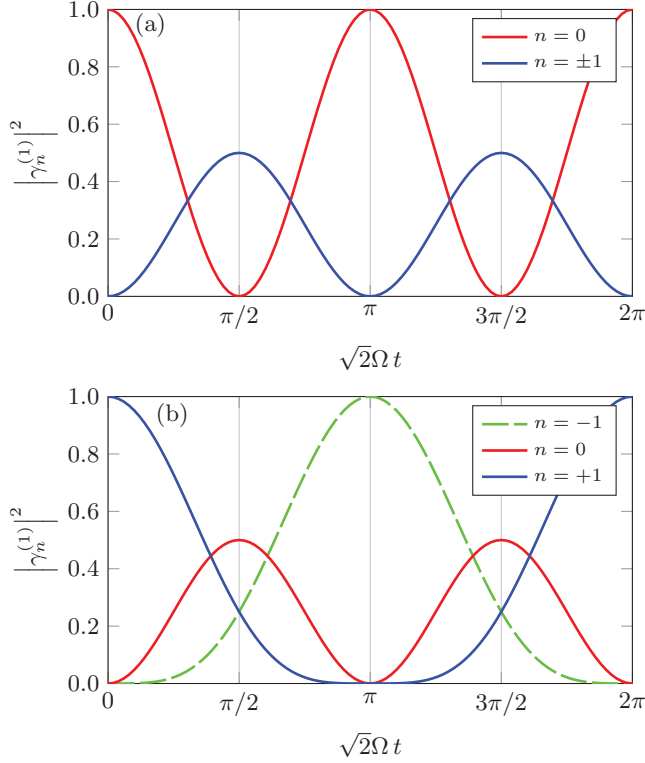 (a)
1.0
0.8
0.6
0.4
0.2
0.0
|γ_n^{(1)}|^2
n = 0
n = ±1
0
π/2
π
3π/2
2π
√2Ω t
(b)
1.0
0.8
0.6
0.4
0.2
0.0
|γ_n^{(1)}|^2
n = −1
n = 0
n = +1
0
π/2
π
3π/2
2π
√2Ω t